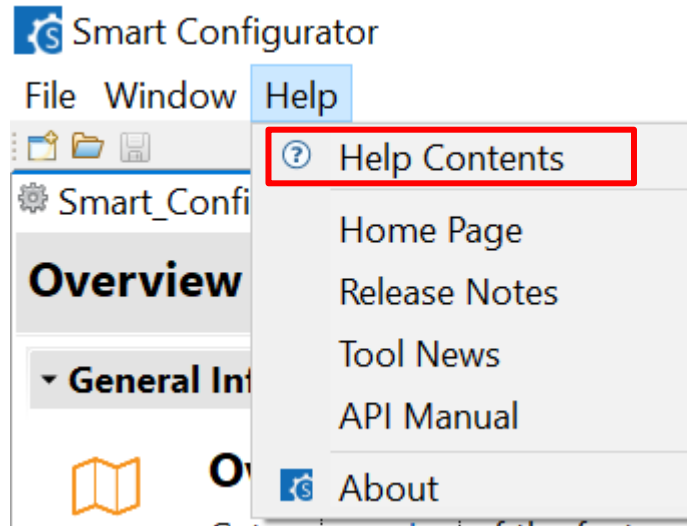 Smart Configurator
File Window Help
Help Contents
Smart_Confi
Home Page
Overview
Release Notes
Tool News
General Inf
API Manual
Ov
About